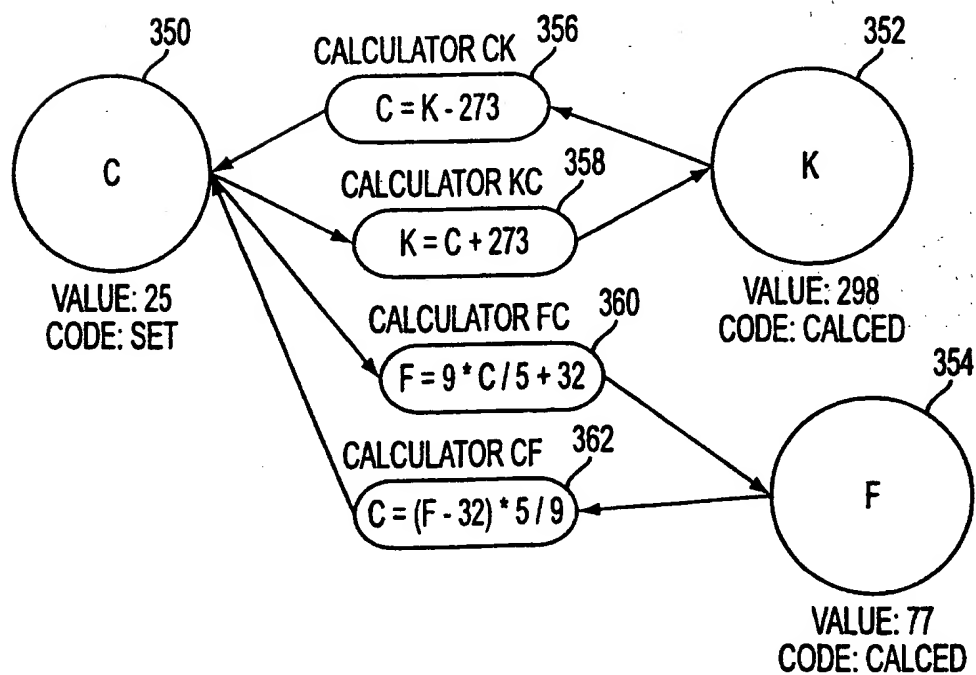 350
CALCULATOR CK
356
352
C = K - 273
C
K
CALCULATOR KC
358
K = C + 273
VALUE: 25
CODE: SET
VALUE: 298
CODE: CALCED
CALCULATOR FC
360
F = 9 * C / 5 + 32
354
CALCULATOR CF
362
C = (F - 32) * 5 / 9
F
VALUE: 77
CODE: CALCED